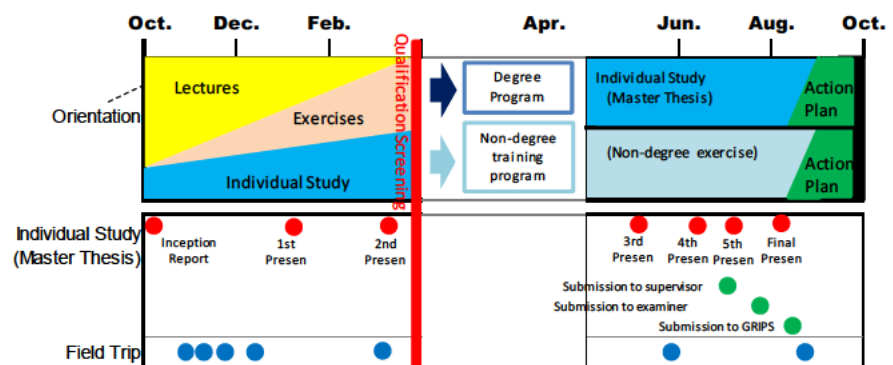 Oct. Dec. Feb. Apr. Jun. Aug. Oct.
Qualification Screening
Orientation
Lectures
Exercises
Individual Study
Degree
Program
Non-degree
training
program
Individual Study
(Master Thesis)
Action
Plan
(Non-degree exercise)
Action
Plan
Individual Study
(Master Thesis)
Inception
Report
1st
Presen
2nd
Presen
3rd
Presen
4th
Presen
5th
Presen
Final
Presen
Submission to supervisor
Submission to examiner
Submission to GRIPS
Field Trip